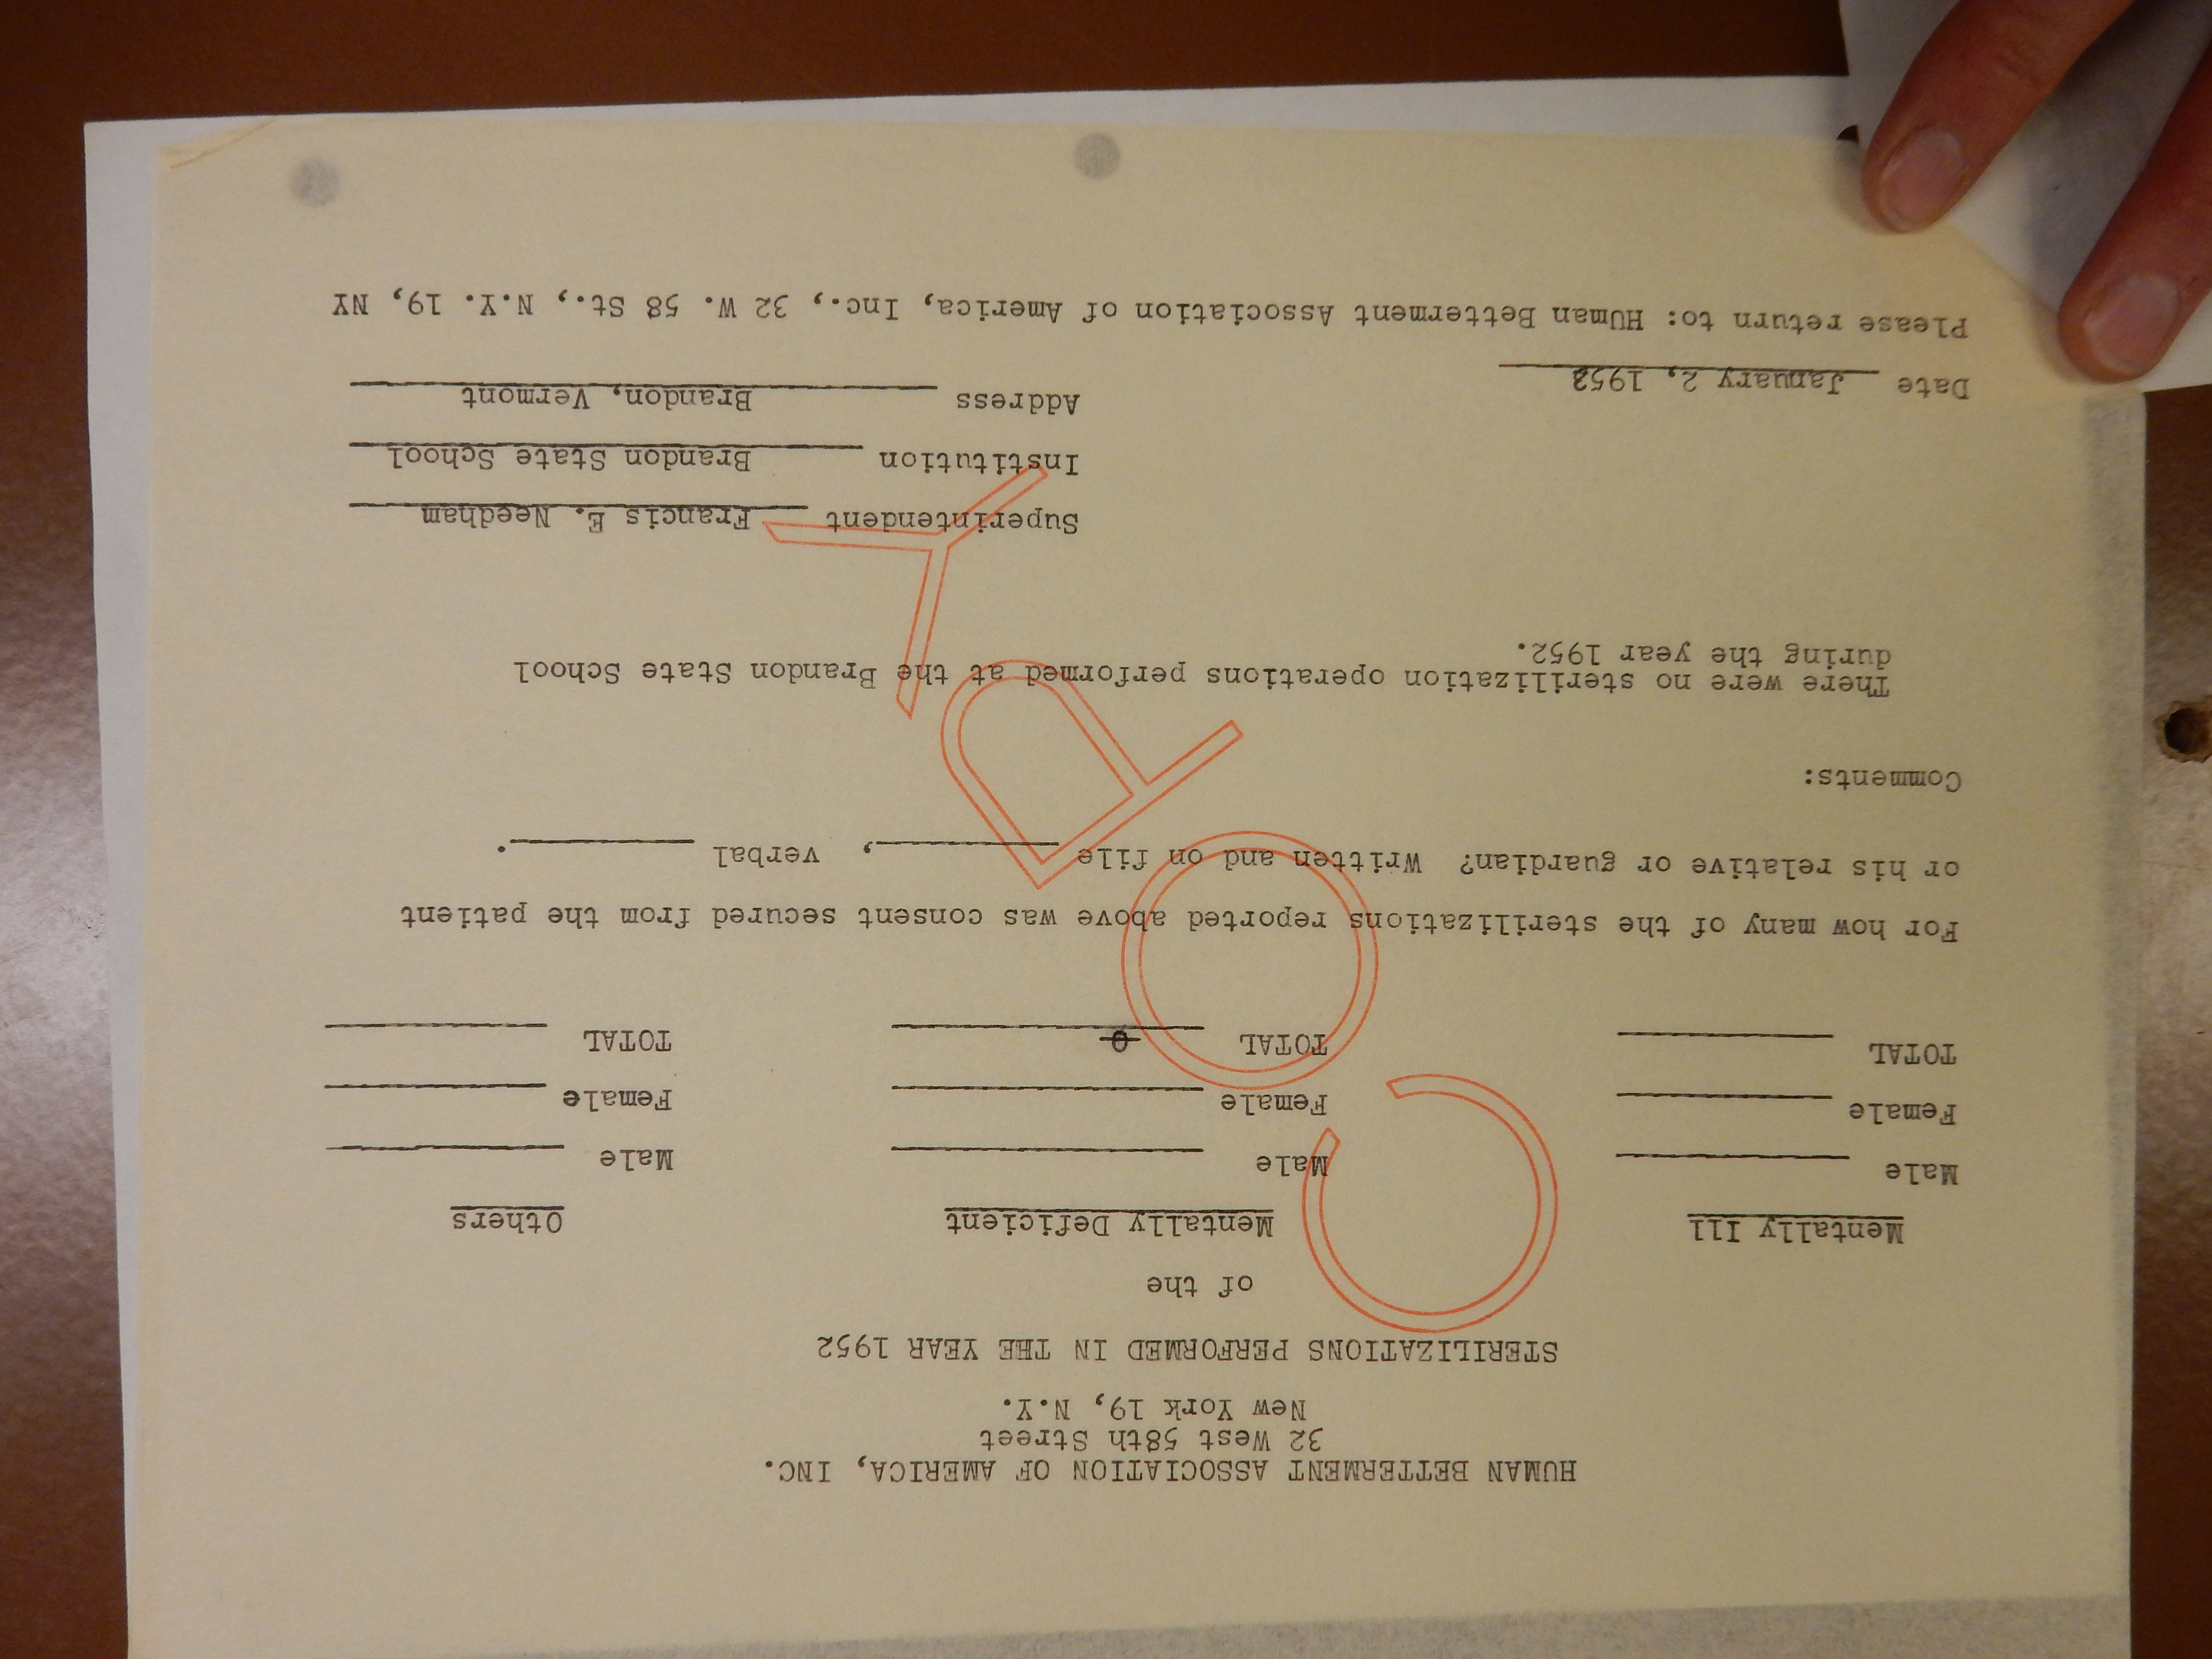 HUMAN BETTERMENT ASSOCIATION OF AMERICA, INC.
32 West 58th Street
New York 19, N.Y.
STERILIZATIONS PERFORMED IN THE YEAR 1952
of the
Mentally Ill Mentally Deficient Others
Male Male Male
Female Female Female
TOTAL TOTAL 0 TOTAL
For how many of the sterilizations reported above was consent secured from the patient
or his relative or guardian? Written and on file ________, verbal ________.
Comments:
There were no sterilization operations performed at the Brandon State School
during the year 1952.
Superintendent Francis E. Needham
Institution Brandon State School
Address Brandon, Vermont
Date January 2, 1953
Please return to: HUman Betterment Association of America, Inc., 32 W. 58 St., N.Y. 19, NY
COPY